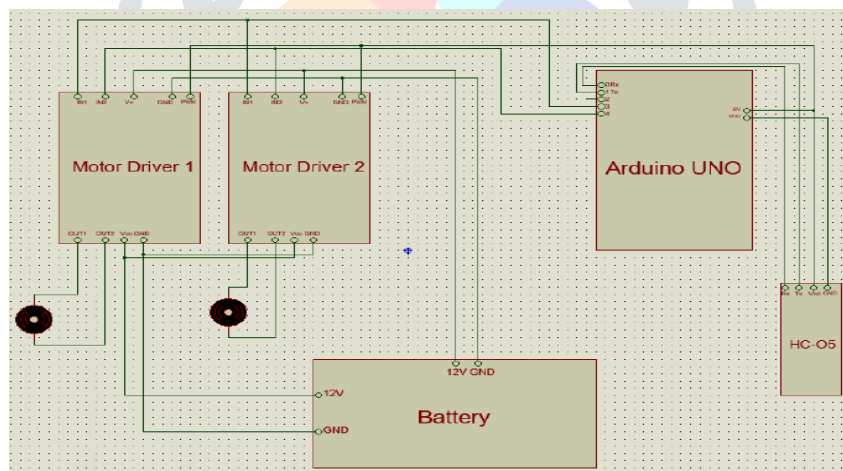 IN1 IN2 V+ GND PWM
IN1 IN2 V+ GND PWM
Motor Driver 1
Motor Driver 2
OUT1 OUT2 Vcc GND
OUT1 OUT2 Vcc GND
0Rx
1 Tx
2
3
4
5V
GND
Arduino UNO
Rx Tx Vcc GND
HC-O5
12V GND
12V
GND
Battery